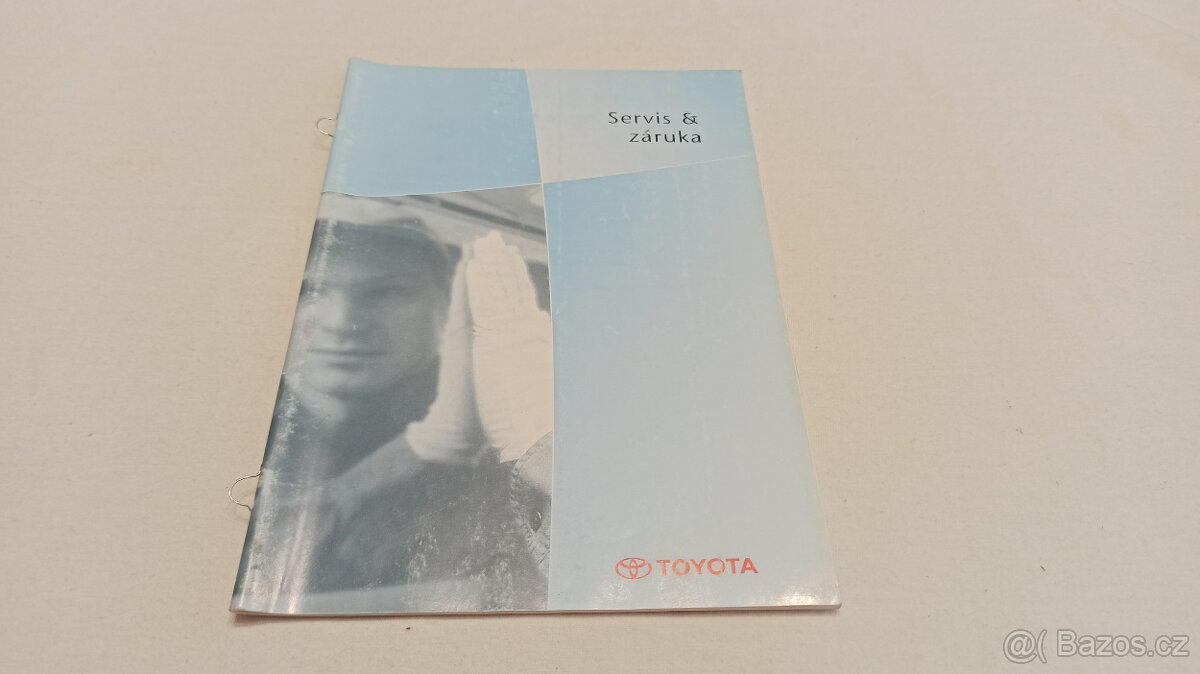 Servis &
záruka
TOYOTA
@( Bazos.cz